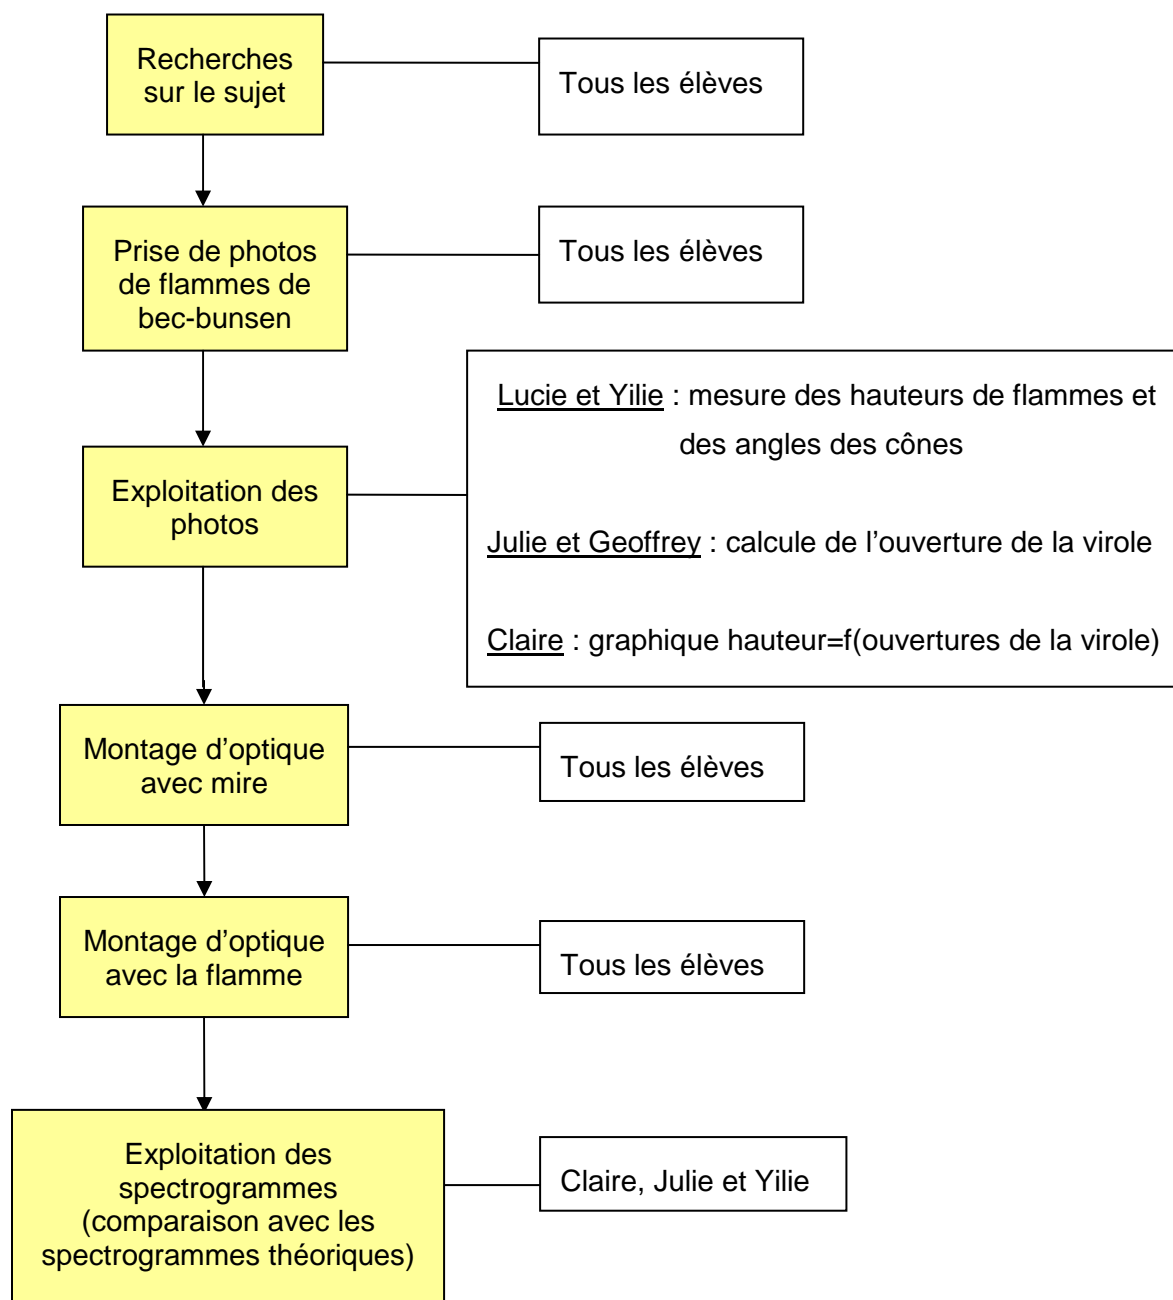 Recherches
sur le sujet
Tous les élèves
Prise de photos
de flammes de
bec-bunsen
Tous les élèves
Exploitation des
photos
Lucie et Yilie : mesure des hauteurs de flammes et
des angles des cônes
Julie et Geoffrey : calcule de l’ouverture de la virole
Claire : graphique hauteur=f(ouvertures de la virole)
Montage d’optique
avec mire
Tous les élèves
Montage d’optique
avec la flamme
Tous les élèves
Exploitation des
spectrogrammes
(comparaison avec les
spectrogrammes théoriques)
Claire, Julie et Yilie